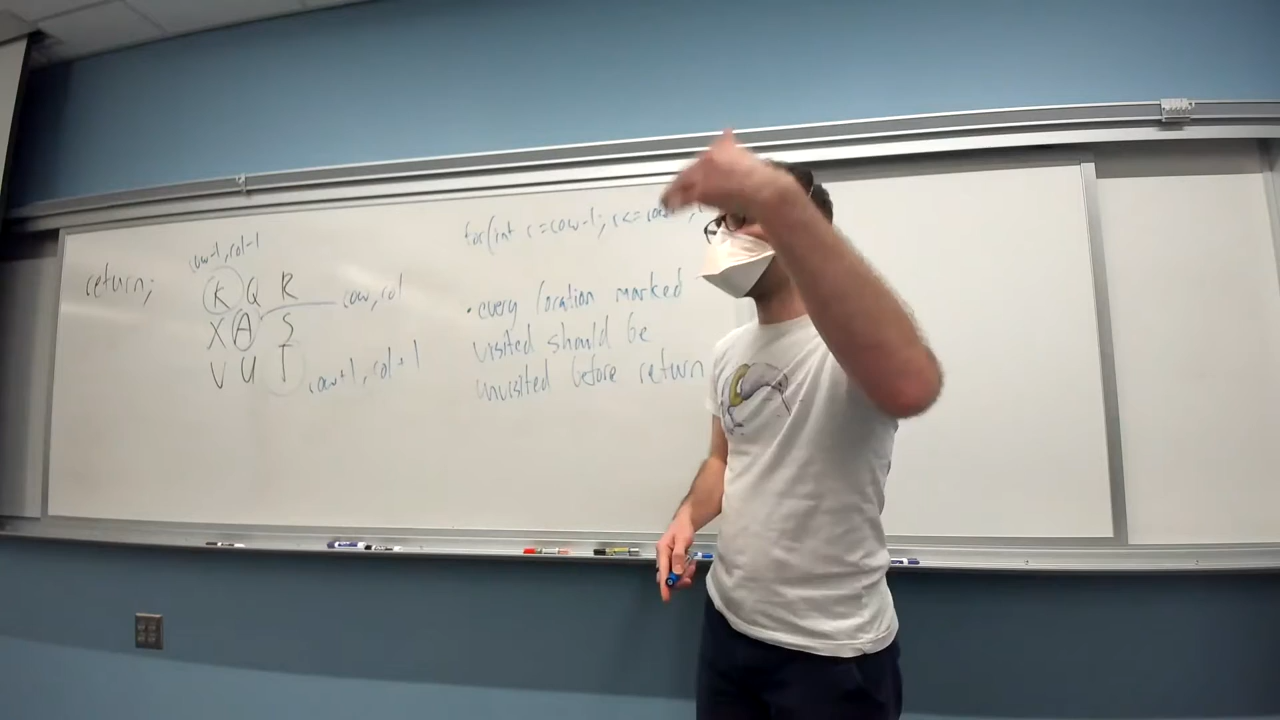 return;
row-1, col-1
K Q R
row, col
X A S
V U T
row+1, col+1
for(int r=row-1; r<=row
• every location marked
visited should be
unvisited before return